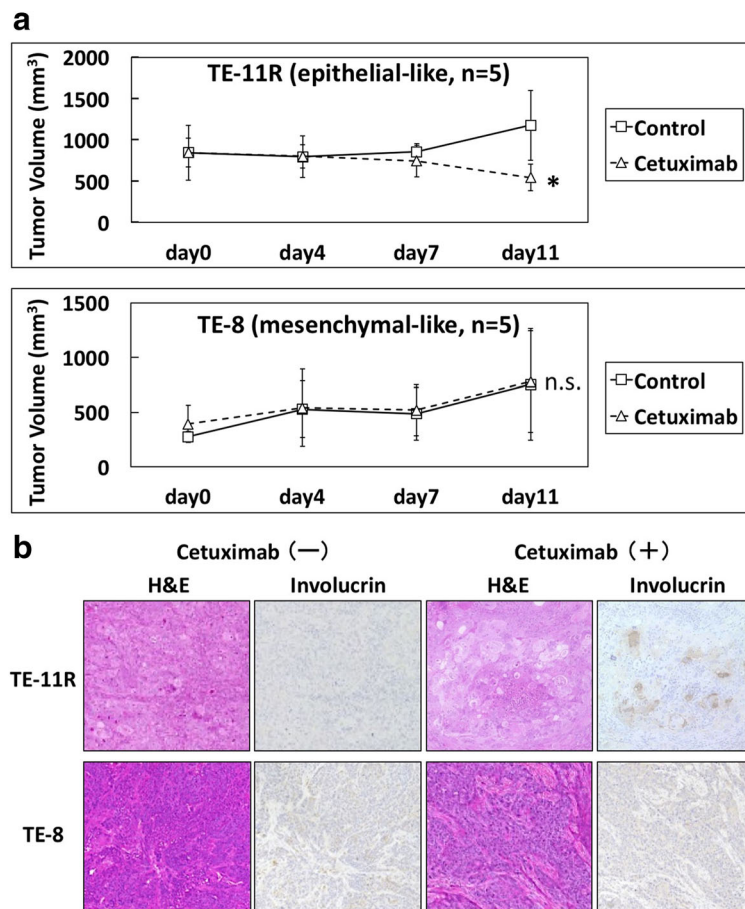 a
TE-11R (epithelial-like, n=5)
Tumor Volume (mm³)
2000
1500
1000
500
0
day0 day4 day7 day11
*
Control
Cetuximab
TE-8 (mesenchymal-like, n=5)
Tumor Volume (mm³)
1500
1000
500
0
day0 day4 day7 day11
n.s.
Control
Cetuximab
b
Cetuximab (—) Cetuximab (+)
H&E Involucrin H&E Involucrin
TE-11R
TE-8